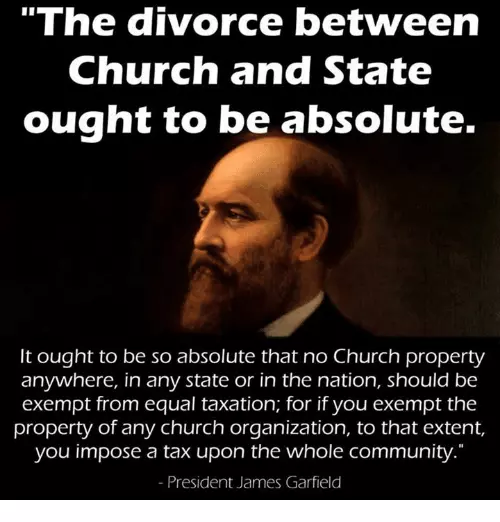 "The divorce between
Church and State
ought to be absolute.
It ought to be so absolute that no Church property
anywhere, in any state or in the nation, should be
exempt from equal taxation; for if you exempt the
property of any church organization, to that extent,
you impose a tax upon the whole community."
- President James Garfield